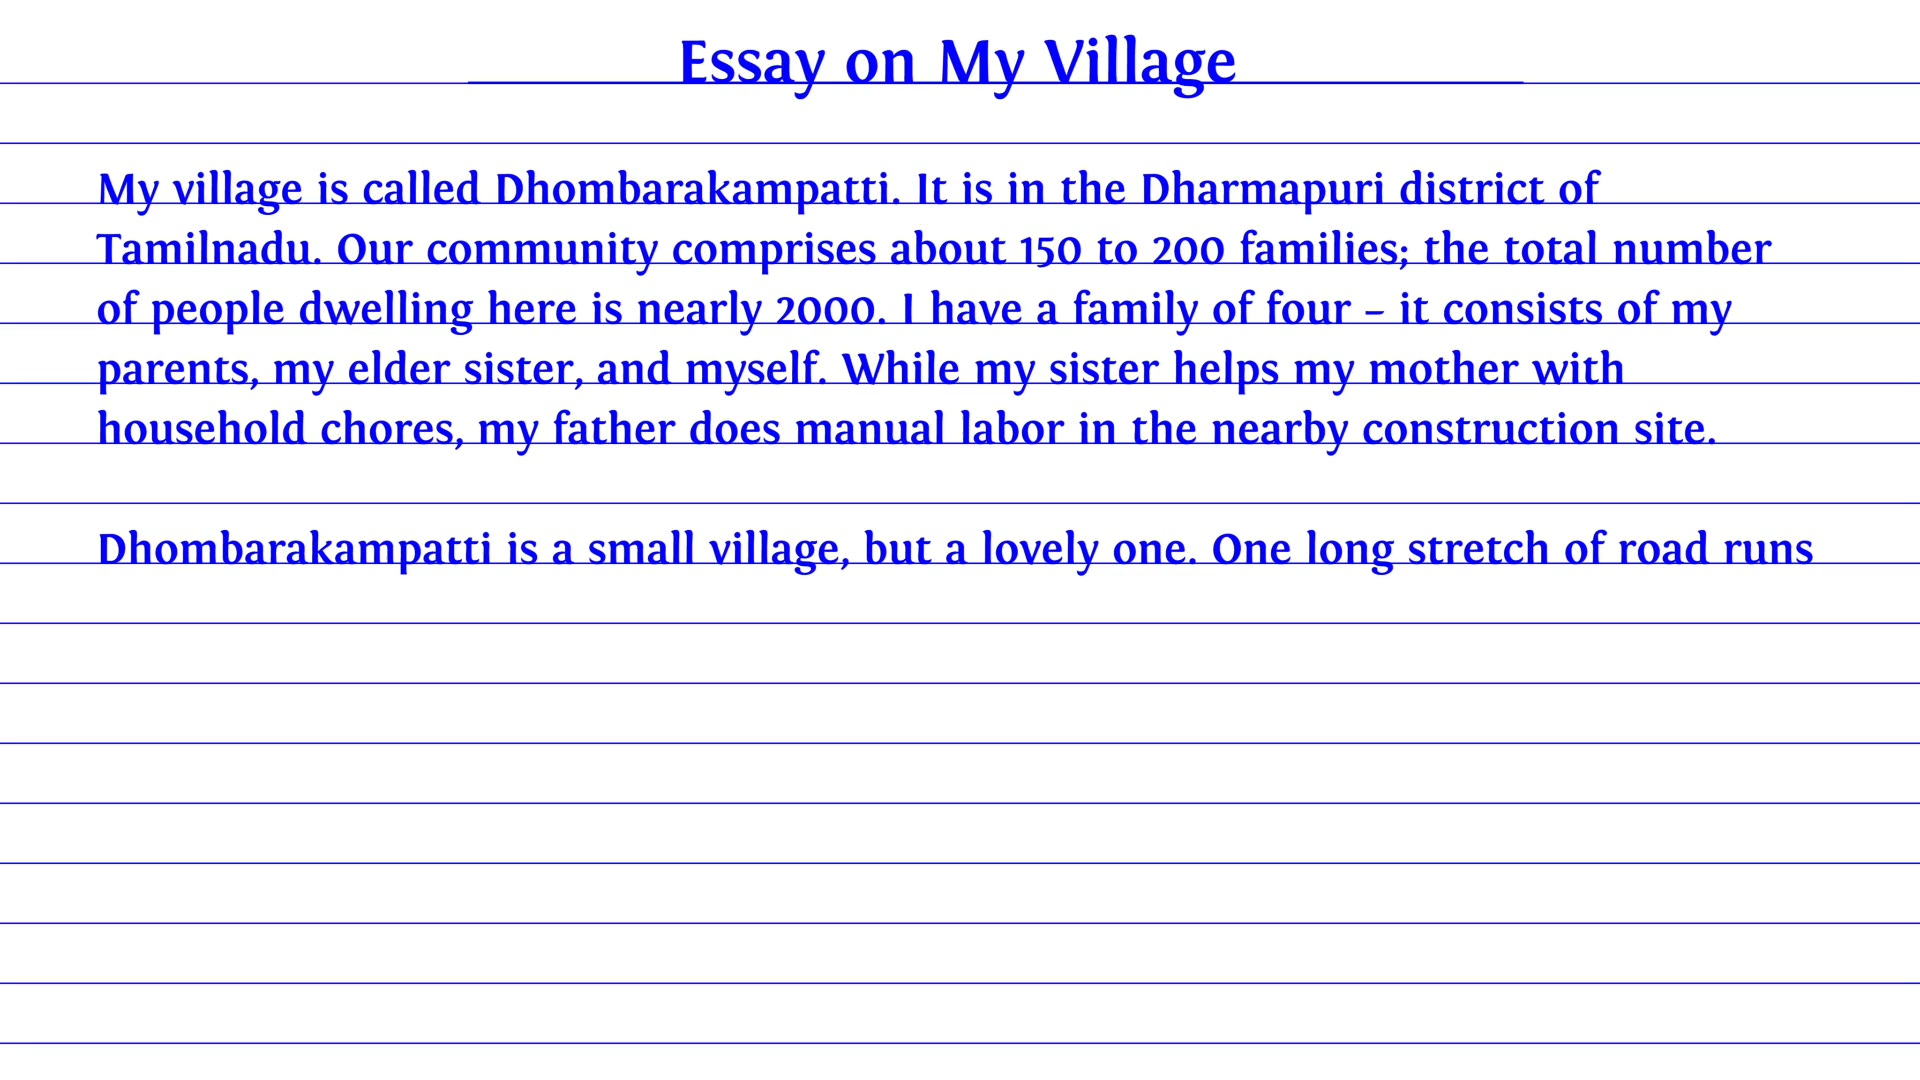 Essay on My Village
My village is called Dhombarakampatti. It is in the Dharmapuri district of
Tamilnadu. Our community comprises about 150 to 200 families; the total number
of people dwelling here is nearly 2000. I have a family of four – it consists of my
parents, my elder sister, and myself. While my sister helps my mother with
household chores, my father does manual labor in the nearby construction site.
Dhombarakampatti is a small village, but a lovely one. One long stretch of road runs